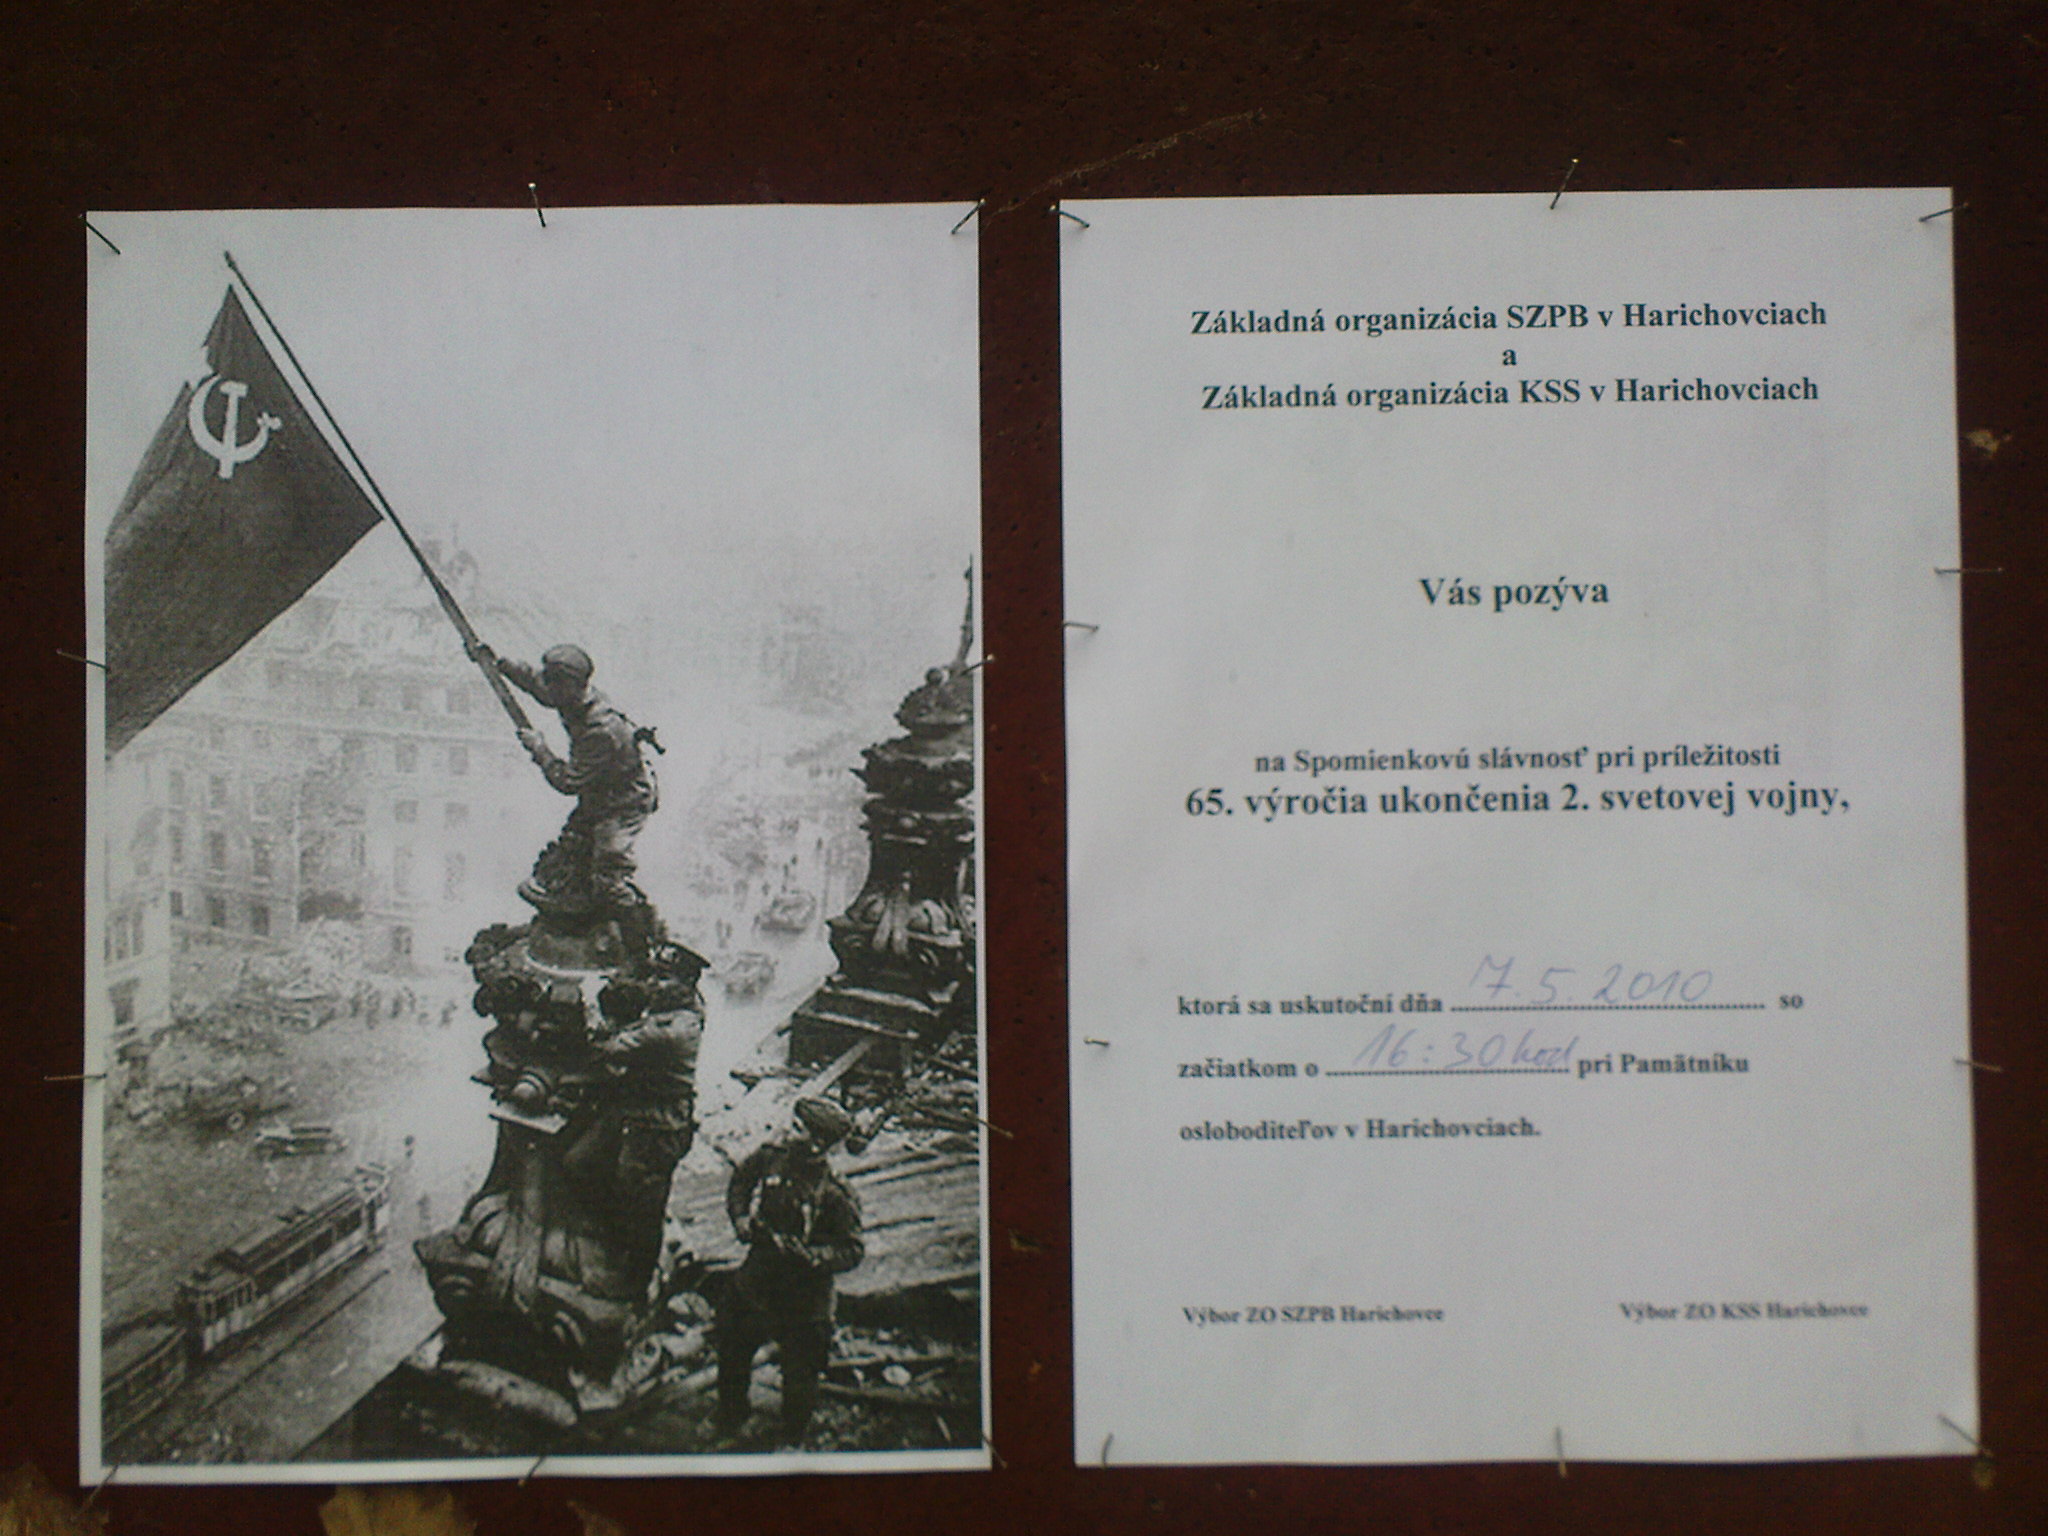 Základná organizácia SZPB v Harichovciach
a
Základná organizácia KSS v Harichovciach
Vás pozýva
na Spomienkovú slávnosť pri príležitosti
65. výročia ukončenia 2. svetovej vojny,
ktorá sa uskutoční dňa 7.5.2010 so
začiatkom o 16:30 hod pri Pamätníku
osloboditeľov v Harichovciach.
Výbor ZO SZPB Harichovce Výbor ZO KSS Harichovce